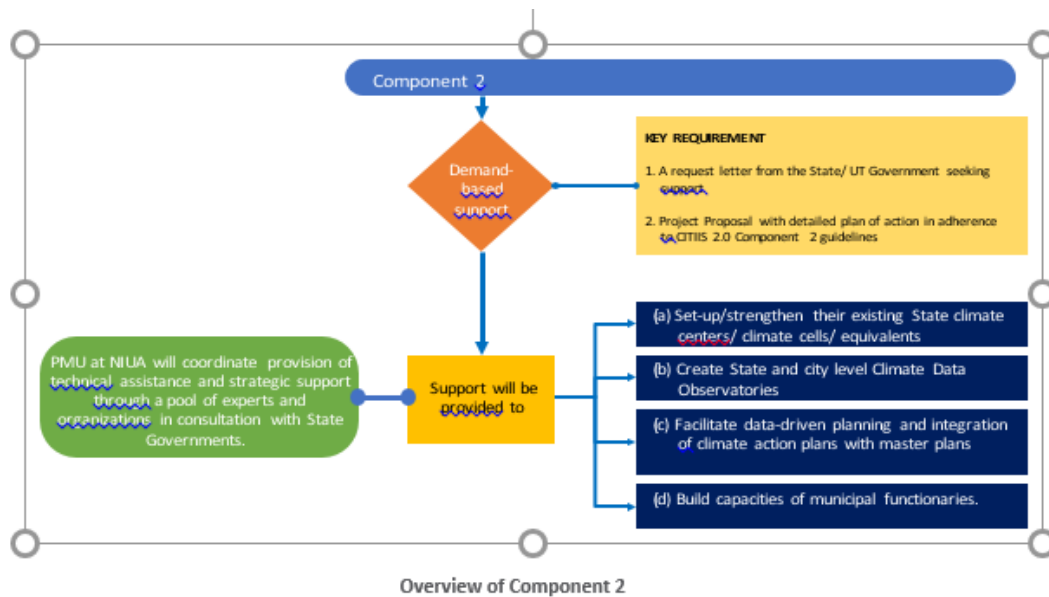 Component 2
Demand-
based
support
KEY REQUIREMENT
1. A request letter from the State/ UT Government seeking
support.
2. Project Proposal with detailed plan of action in adherence
to CITIIS 2.0 Component 2 guidelines
PMU at NIUA will coordinate provision of
technical assistance and strategic support
through a pool of experts and
organizations in consultation with State
Governments.
Support will be
provided to
(a) Set-up/strengthen their existing State climate
centers/ climate cells/ equivalents
(b) Create State and city level Climate Data
Observatories
(c) Facilitate data-driven planning and integration
of climate action plans with master plans
(d) Build capacities of municipal functionaries.
Overview of Component 2